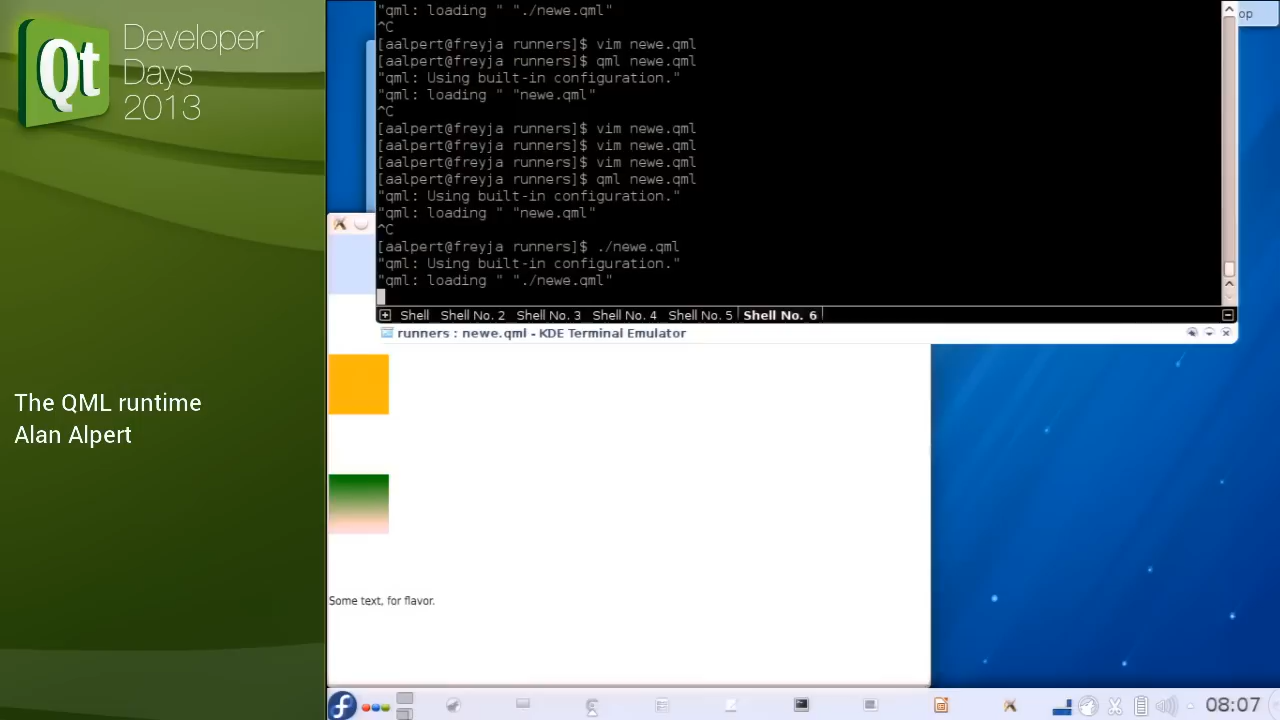 Qt
Developer
Days
2013
The QML runtime
Alan Alpert
"qml: loading " "./newe.qml"
^C
[aalpert@freyja runners]$ vim newe.qml
[aalpert@freyja runners]$ qml newe.qml
"qml: Using built-in configuration."
"qml: loading " "newe.qml"
^C
[aalpert@freyja runners]$ vim newe.qml
[aalpert@freyja runners]$ vim newe.qml
[aalpert@freyja runners]$ vim newe.qml
[aalpert@freyja runners]$ qml newe.qml
"qml: Using built-in configuration."
"qml: loading " "newe.qml"
^C
[aalpert@freyja runners]$ ./newe.qml
"qml: Using built-in configuration."
"qml: loading " "./newe.qml"
Shell Shell No. 2 Shell No. 3 Shell No. 4 Shell No. 5 Shell No. 6
runners : newe.qml - KDE Terminal Emulator
op
Some text, for flavor.
08:07